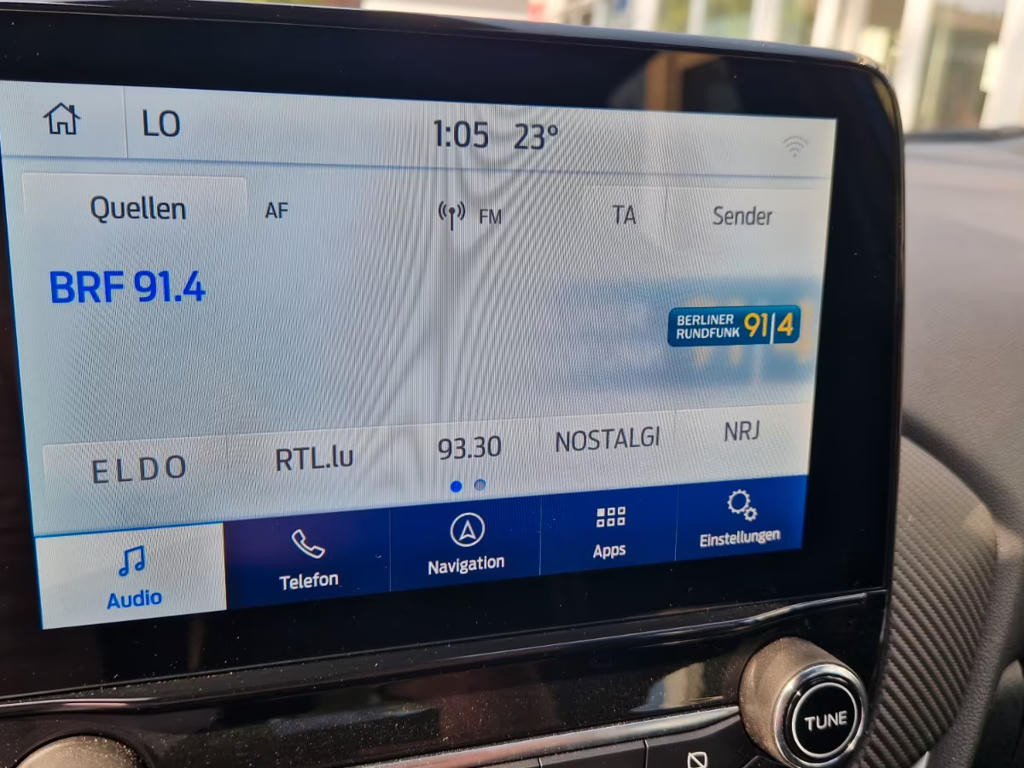 LO
1:05 23°
Quellen AF FM TA Sender
BRF 91.4
BERLINER
RUNDFUNK 91|4
ELDO RTL.lu 93.30 NOSTALGI NRJ
Audio Telefon Navigation Apps Einstellungen
TUNE